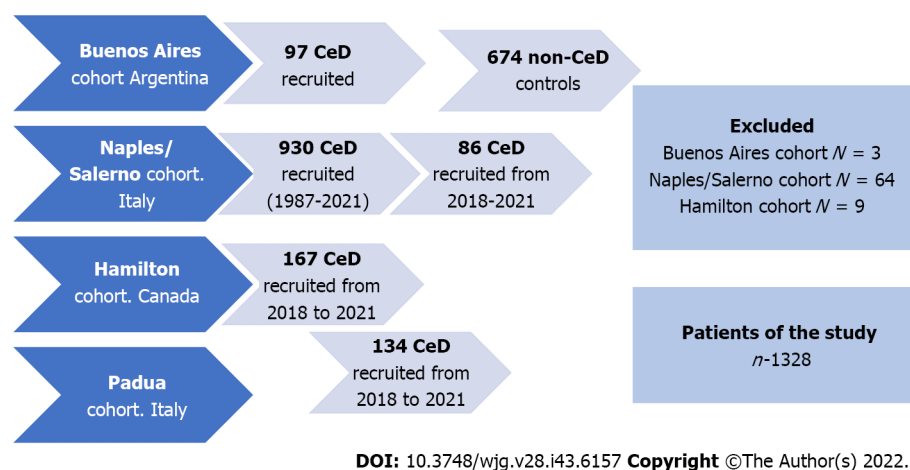 Buenos Aires
cohort Argentina
97 CeD
recruited
674 non-CeD
controls
Naples/
Salerno cohort.
Italy
930 CeD
recruited
(1987-2021)
86 CeD
recruited from
2018-2021
Hamilton
cohort. Canada
167 CeD
recruited from
2018 to 2021
Padua
cohort. Italy
134 CeD
recruited from
2018 to 2021
Excluded
Buenos Aires cohort N = 3
Naples/Salerno cohort N = 64
Hamilton cohort N = 9
Patients of the study
n-1328
DOI: 10.3748/wjg.v28.i43.6157 Copyright ©The Author(s) 2022.